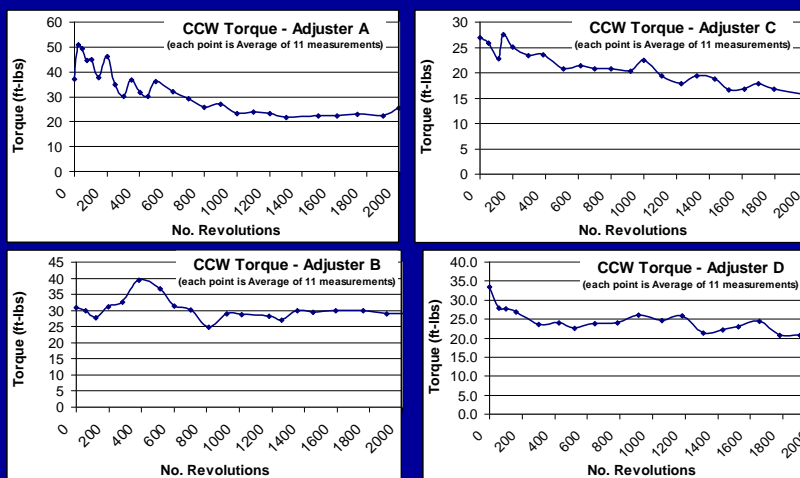 CCW Torque - Adjuster A
(each point is Average of 11 measurements)
Torque (ft-lbs)
60
50
40
30
20
10
0
0 200 400 600 800 1000 1200 1400 1600 1800 2000
No. Revolutions
CCW Torque - Adjuster C
(each point is Average of 11 measurements)
Torque (ft-lbs)
30
25
20
15
10
5
0
0 200 400 600 800 1000 1200 1400 1600 1800 2000
No. Revolutions
CCW Torque - Adjuster B
(each point is Average of 11 measurements)
Torque (ft-lbs)
45
40
35
30
25
20
15
10
5
0
0 200 400 600 800 1000 1200 1400 1600 1800 2000
No. Revolutions
CCW Torque - Adjuster D
(each point is Average of 11 measurements)
Torque (ft-lbs)
40.0
35.0
30.0
25.0
20.0
15.0
10.0
5.0
0.0
0 200 400 600 800 1000 1200 1400 1600 1800
No. Revolutions